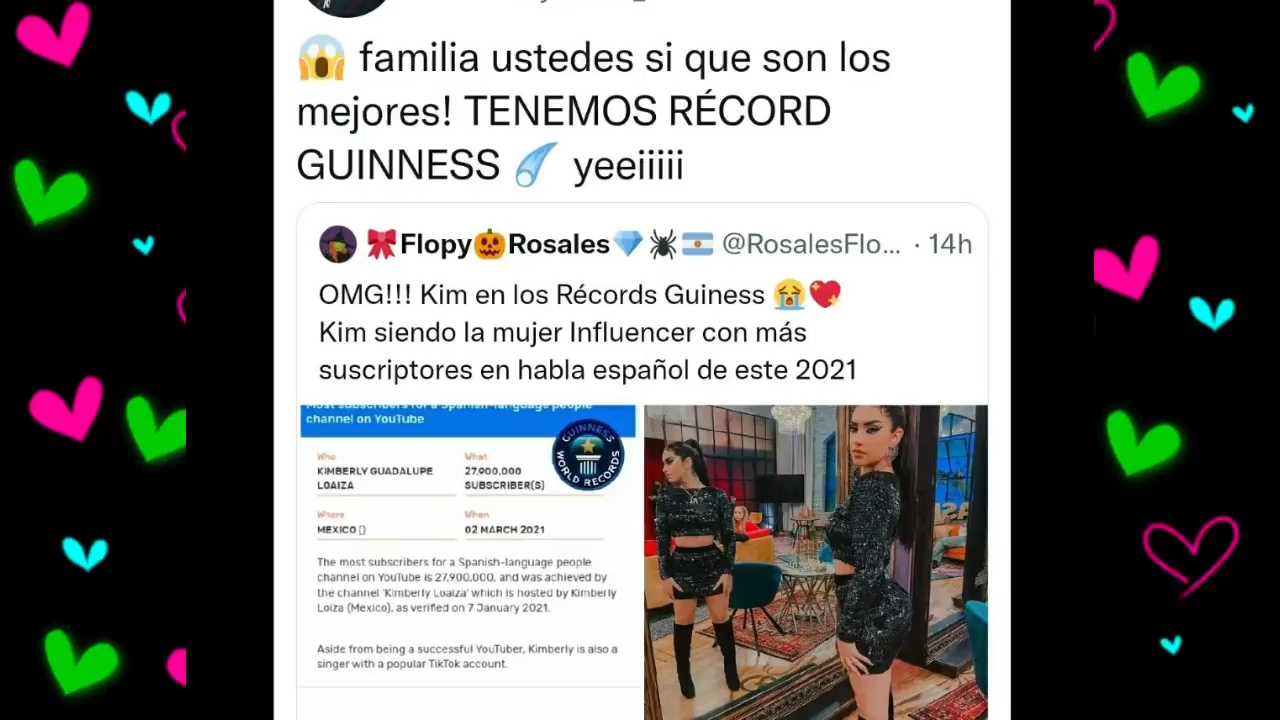 😱 familia ustedes si que son los
mejores! TENEMOS RÉCORD
GUINNESS ☄️ yeeiiiii
🎀Flopy🎃Rosales💎🕷️🇦🇷 @RosalesFlo... · 14h
OMG!!! Kim en los Récords Guiness 😭💖
Kim siendo la mujer Influencer con más
suscriptores en habla español de este 2021
Most subscribers for a Spanish-language people
channel on YouTube
GUINNESS
WORLD RECORDS
Who
KIMBERLY GUADALUPE
LOAIZA
What
27,900,000
SUBSCRIBER(S)
Where
MEXICO ()
When
02 MARCH 2021
The most subscribers for a Spanish-language people
channel on YouTube is 27,900,000, and was achieved by
the channel 'Kimberly Loaiza' which is hosted by Kimberly
Loiza (Mexico), as verified on 7 January 2021.
Aside from being a successful YouTuber, Kimberly is also a
singer with a popular TikTok account.